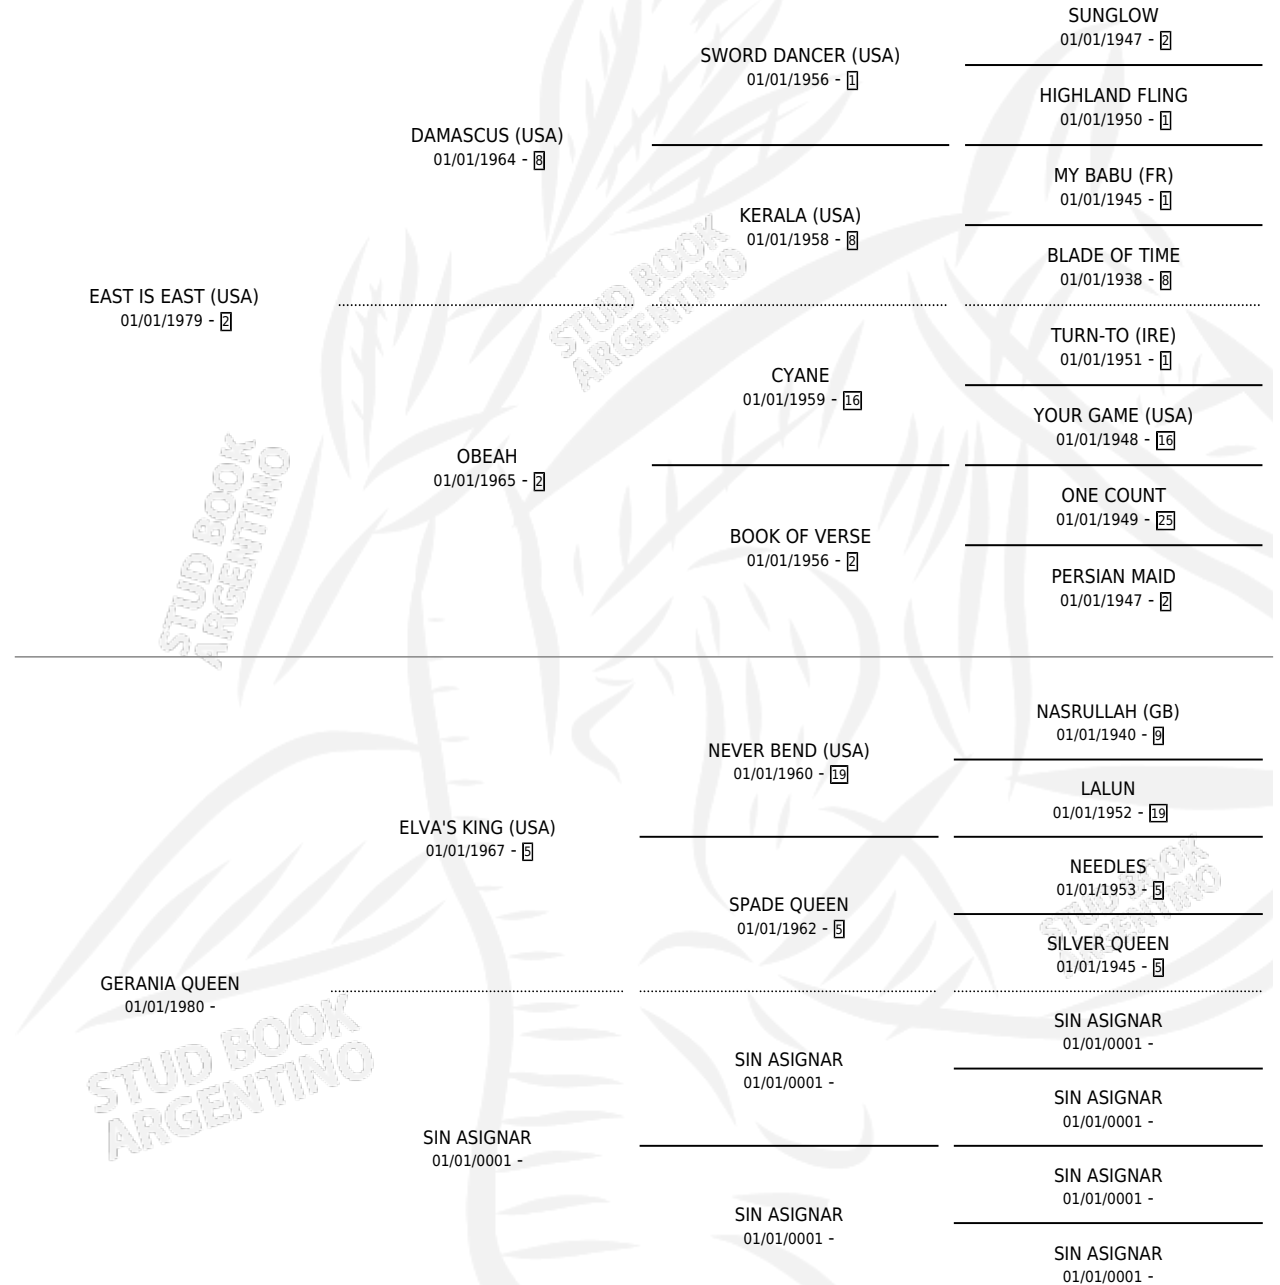 SUNGLOW
01/01/1947 - 2
SWORD DANCER (USA)
01/01/1956 - 1
HIGHLAND FLING
01/01/1950 - 1
DAMASCUS (USA)
01/01/1964 - 8
MY BABU (FR)
01/01/1945 - 1
KERALA (USA)
01/01/1958 - 8
BLADE OF TIME
01/01/1938 - 8
EAST IS EAST (USA)
01/01/1979 - 2
TURN-TO (IRE)
01/01/1951 - 1
CYANE
01/01/1959 - 16
YOUR GAME (USA)
01/01/1948 - 16
OBEAH
01/01/1965 - 2
ONE COUNT
01/01/1949 - 25
BOOK OF VERSE
01/01/1956 - 2
PERSIAN MAID
01/01/1947 - 2
NASRULLAH (GB)
01/01/1940 - 9
NEVER BEND (USA)
01/01/1960 - 19
LALUN
01/01/1952 - 19
ELVA'S KING (USA)
01/01/1967 - 5
NEEDLES
01/01/1953 - 5
SPADE QUEEN
01/01/1962 - 5
SILVER QUEEN
01/01/1945 - 5
GERANIA QUEEN
01/01/1980 -
SIN ASIGNAR
01/01/0001 -
SIN ASIGNAR
01/01/0001 -
SIN ASIGNAR
01/01/0001 -
SIN ASIGNAR
01/01/0001 -
SIN ASIGNAR
01/01/0001 -
SIN ASIGNAR
01/01/0001 -
SIN ASIGNAR
01/01/0001 -
STUD BOOK
ARGENTINO
STUD BOOK
ARGENTINO
STUD BOOK
ARGENTINO
STUD BOOK
ARGENTINO